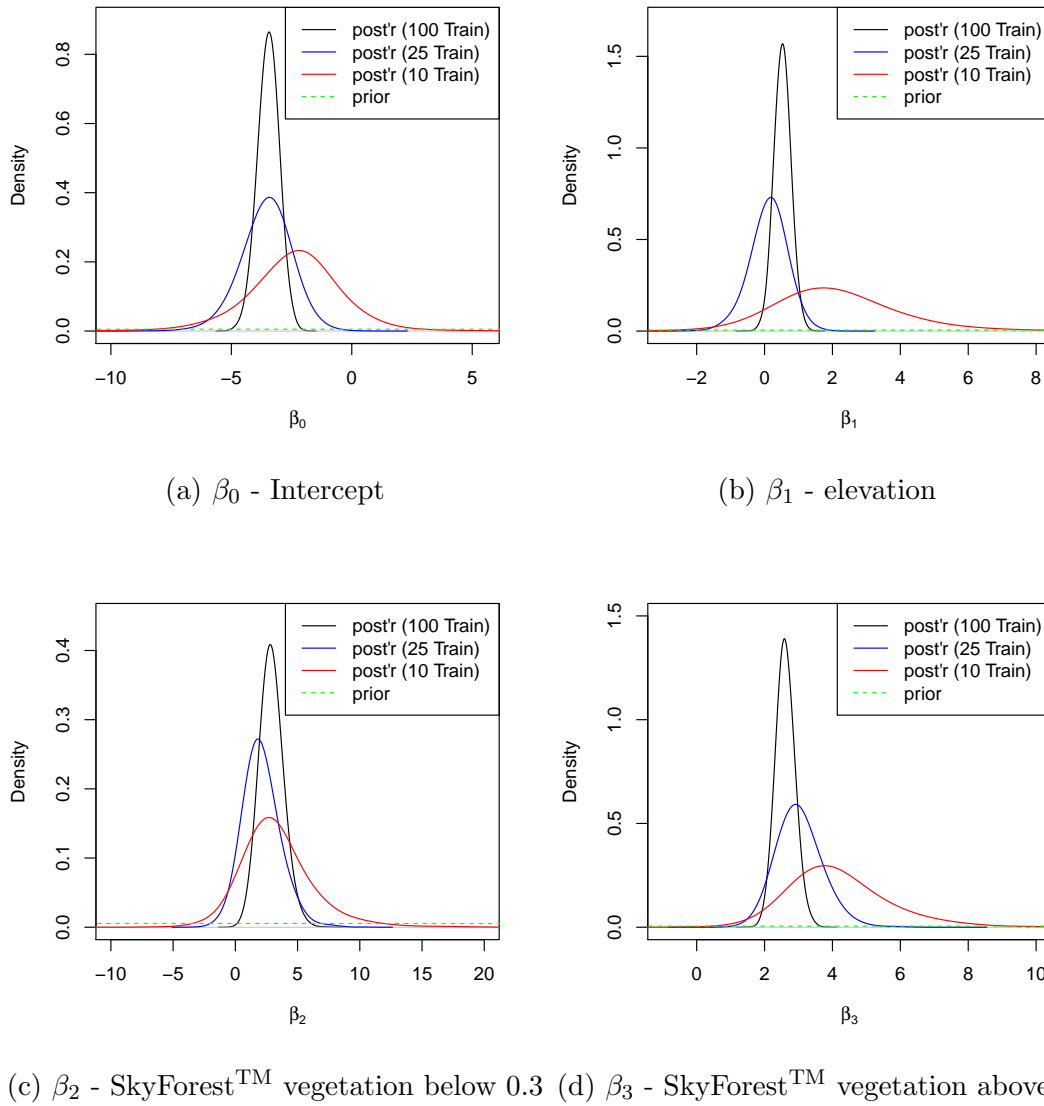 post'r (100 Train)
post'r (25 Train)
post'r (10 Train)
prior
Density
0.0 0.2 0.4 0.6 0.8
−10 −5 0 5
β0
(a) β0 - Intercept
post'r (100 Train)
post'r (25 Train)
post'r (10 Train)
prior
Density
0.0 0.5 1.0 1.5
−2 0 2 4 6 8
β1
(b) β1 - elevation
post'r (100 Train)
post'r (25 Train)
post'r (10 Train)
prior
Density
0.0 0.1 0.2 0.3 0.4
−10 −5 0 5 10 15 20
β2
(c) β2 - SkyForest™ vegetation below 0.3
post'r (100 Train)
post'r (25 Train)
post'r (10 Train)
prior
Density
0.0 0.5 1.0 1.5
0 2 4 6 8 10
β3
(d) β3 - SkyForest™ vegetation above